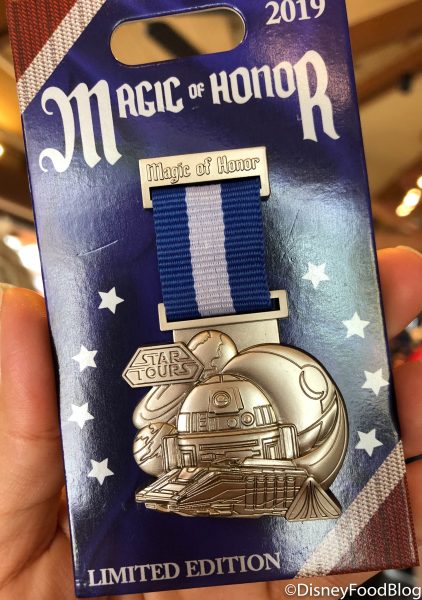 2019
MAGIC OF HONOR
Magic of Honor
STAR
TOURS
LIMITED EDITION
©DisneyFoodBlog